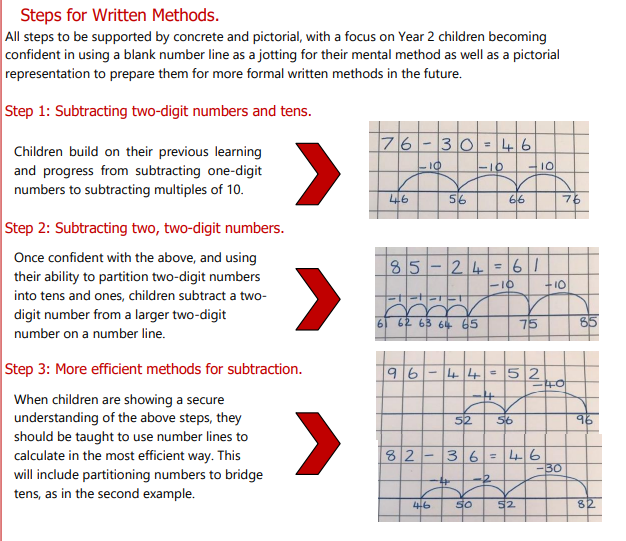 Steps for Written Methods.
All steps to be supported by concrete and pictorial, with a focus on Year 2 children becoming
confident in using a blank number line as a jotting for their mental method as well as a pictorial
representation to prepare them for more formal written methods in the future.
Step 1: Subtracting two-digit numbers and tens.
Children build on their previous learning
and progress from subtracting one-digit
numbers to subtracting multiples of 10.
76 - 30 = 46
-10 -10 -10
46 56 66 76
Step 2: Subtracting two, two-digit numbers.
Once confident with the above, and using
their ability to partition two-digit numbers
into tens and ones, children subtract a two-
digit number from a larger two-digit
number on a number line.
85 - 24 = 61
-10 -10
-1 -1 -1 -1
61 62 63 64 65 75 85
Step 3: More efficient methods for subtraction.
When children are showing a secure
understanding of the above steps, they
should be taught to use number lines to
calculate in the most efficient way. This
will include partitioning numbers to bridge
tens, as in the second example.
96 - 44 = 52
-40
-4
52 56 96
82 - 36 = 46
-30
-4 -2
46 50 52 82